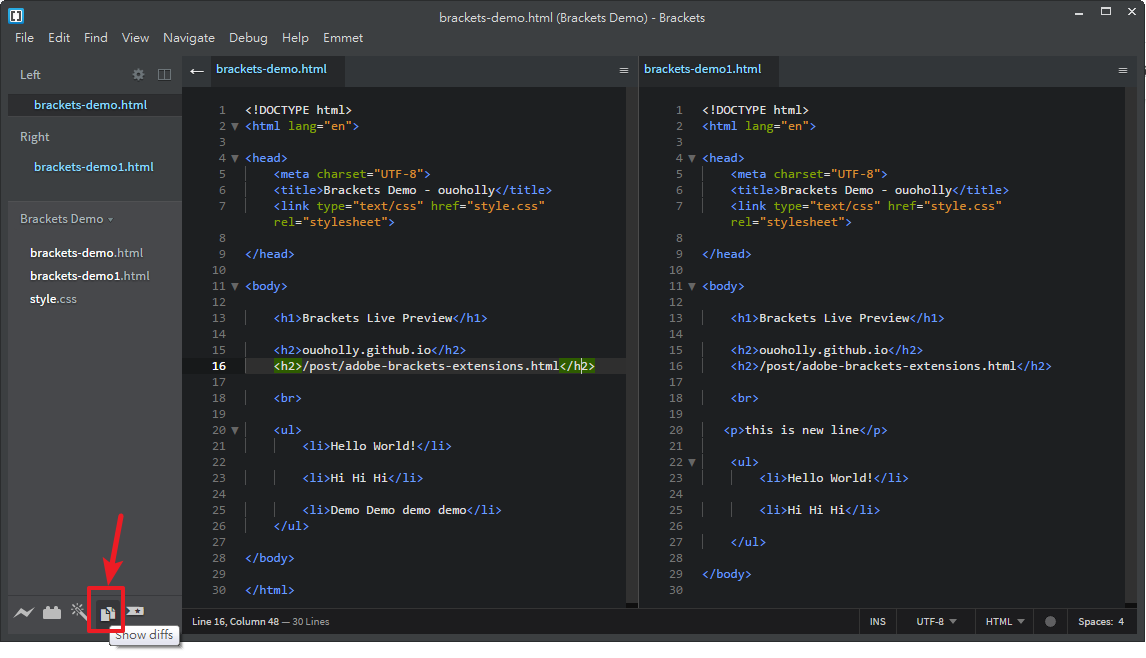 brackets-demo.html (Brackets Demo) - Brackets
File Edit Find View Navigate Debug Help Emmet
Left
brackets-demo.html
Right
brackets-demo1.html
Brackets Demo
brackets-demo.html
brackets-demo1.html
style.css
Show diffs
brackets-demo.html
1 <!DOCTYPE html>
2 <html lang="en">
3
4 <head>
5 <meta charset="UTF-8">
6 <title>Brackets Demo - ouoholly</title>
7 <link type="text/css" href="style.css"
rel="stylesheet">
8
9 </head>
10
11 <body>
12
13 <h1>Brackets Live Preview</h1>
14
15 <h2>ouoholly.github.io</h2>
16 <h2>/post/adobe-brackets-extensions.html</h2>
17
18 <br>
19
20 <ul>
21 <li>Hello World!</li>
22
23 <li>Hi Hi Hi</li>
24
25 <li>Demo Demo demo demo</li>
26 </ul>
27
28 </body>
29
30 </html>
brackets-demo1.html
1 <!DOCTYPE html>
2 <html lang="en">
3
4 <head>
5 <meta charset="UTF-8">
6 <title>Brackets Demo - ouoholly</title>
7 <link type="text/css" href="style.css"
rel="stylesheet">
8
9 </head>
10
11 <body>
12
13 <h1>Brackets Live Preview</h1>
14
15 <h2>ouoholly.github.io</h2>
16 <h2>/post/adobe-brackets-extensions.html</h2>
17
18 <br>
19
20 <p>this is new line</p>
21
22 <ul>
23 <li>Hello World!</li>
24
25 <li>Hi Hi Hi</li>
26
27 </ul>
28
29 </body>
30
Line 16, Column 48 — 30 Lines
INS UTF-8 HTML Spaces: 4